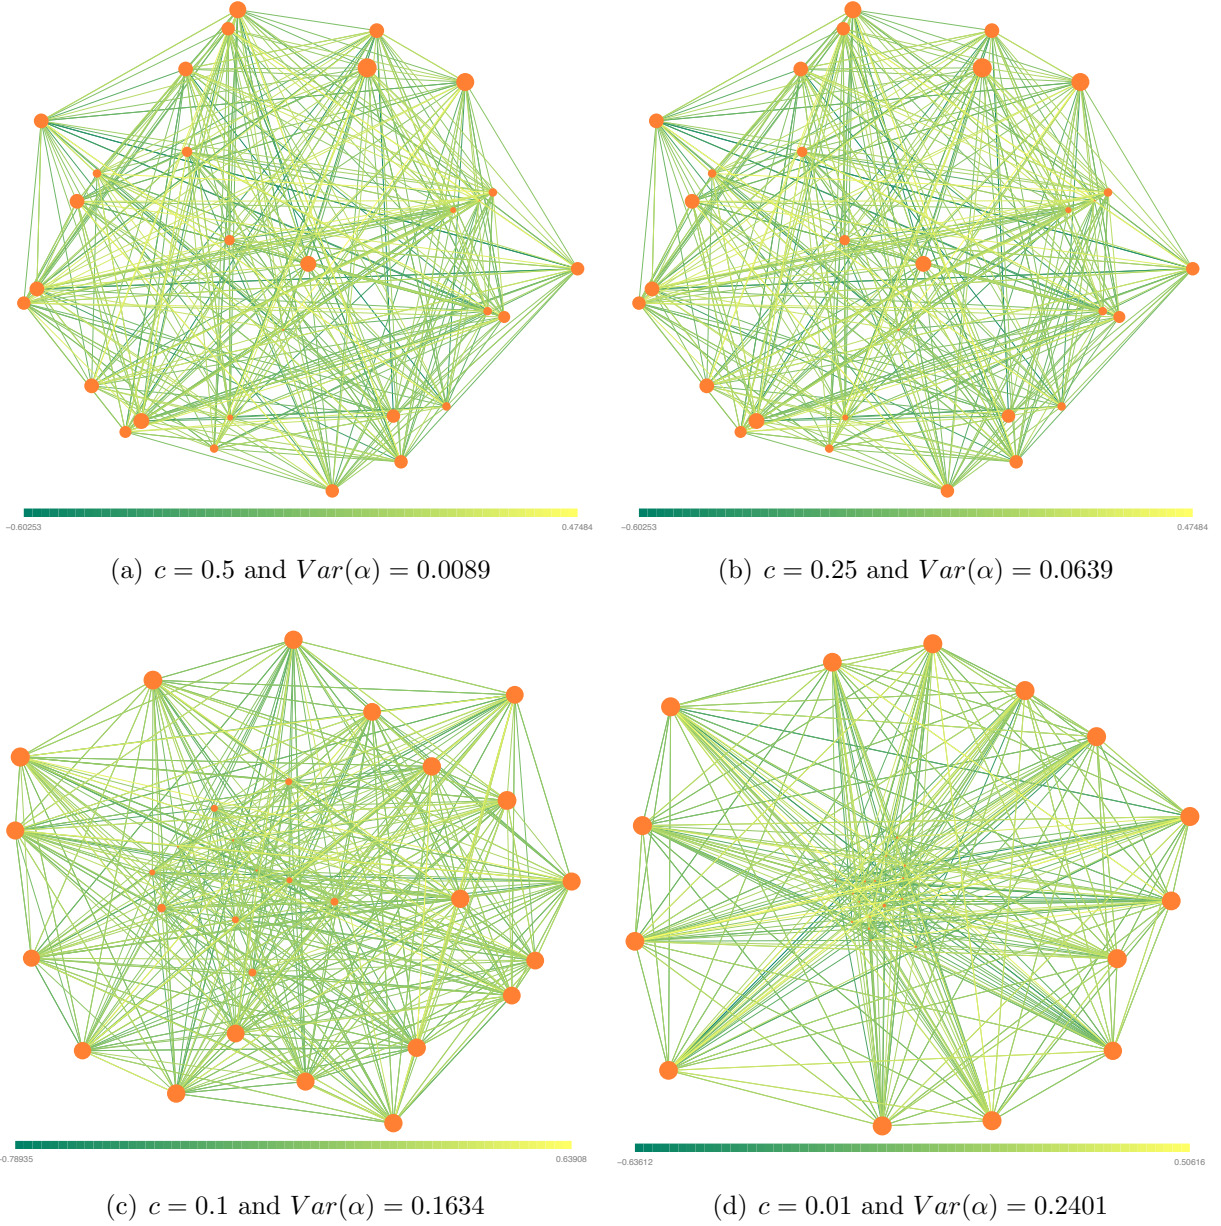 −0.60253 0.47484 −0.60253 0.47484
(a) c = 0.5 and Var(α) = 0.0089 (b) c = 0.25 and Var(α) = 0.0639
−0.78935 0.63908 −0.63612 0.50616
(c) c = 0.1 and Var(α) = 0.1634 (d) c = 0.01 and Var(α) = 0.2401